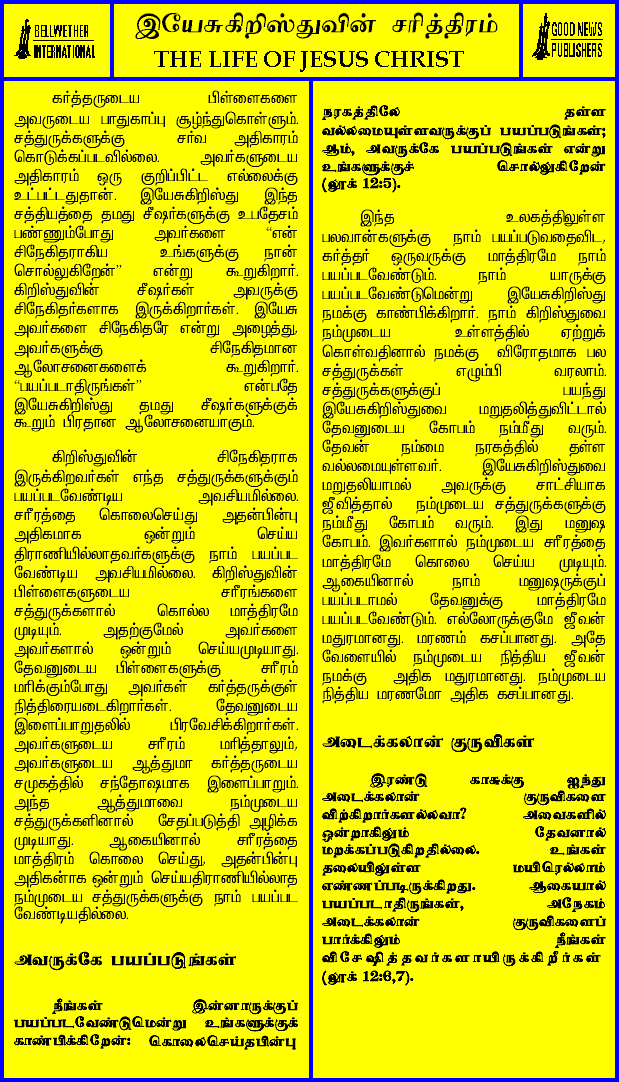 BELLWETHER
INTERNATIONAL
இயேசுகிறிஸ்துவின் சரித்திரம்
THE LIFE OF JESUS CHRIST
GOOD NEWS
PUBLISHERS
கர்த்தருடைய பிள்ளைகளை
அவருடைய பாதுகாப்பு சூழ்ந்துகொள்ளும்.
சத்துருக்களுக்கு சர்வ அதிகாரம்
கொடுக்கப்படவில்லை. அவர்களுடைய
அதிகாரம் ஒரு குறிப்பிட்ட எல்லைக்கு
உட்பட்டதுதான். இயேசுகிறிஸ்து இந்த
சத்தியத்தை தமது சீஷர்களுக்கு உபதேசம்
பண்ணும்போது அவர்களை “என்
சிநேகிதராகிய உங்களுக்கு நான்
சொல்லுகிறேன்” என்று கூறுகிறார்.
கிறிஸ்துவின் சீஷர்கள் அவருக்கு
சிநேகிதர்களாக இருக்கிறார்கள். இயேசு
அவர்களை சிநேகிதரே என்று அழைத்து,
அவர்களுக்கு சிநேகிதமான
ஆலோசனைகளைக் கூறுகிறார்.
“பயப்படாதிருங்கள்” என்பதே
இயேசுகிறிஸ்து தமது சீஷர்களுக்குக்
கூறும் பிரதான ஆலோசனையாகும்.
கிறிஸ்துவின் சிநேகிதராக
இருக்கிறவர்கள் எந்த சத்துருக்களுக்கும்
பயப்படவேண்டிய அவசியமில்லை.
சரீரத்தை கொலைசெய்து அதன்பின்பு
அதிகமாக ஒன்றும் செய்ய
திராணியில்லாதவர்களுக்கு நாம் பயப்பட
வேண்டிய அவசியமில்லை. கிறிஸ்துவின்
பிள்ளைகளுடைய சரீரங்களை
சத்துருக்களால் கொல்ல மாத்திரமே
முடியும். அதற்குமேல் அவர்களை
அவர்களால் ஒன்றும் செய்யமுடியாது.
தேவனுடைய பிள்ளைகளுக்கு சரீரம்
மரிக்கும்போது அவர்கள் கர்த்தருக்குள்
நித்திரையடைகிறார்கள். தேவனுடைய
இளைப்பாறுதலில் பிரவேசிக்கிறார்கள்.
அவர்களுடைய சரீரம் மரித்தாலும்,
அவர்களுடைய ஆத்துமா கர்த்தருடைய
சமுகத்தில் சந்தோஷமாக இளைப்பாறும்.
அந்த ஆத்துமாவை நம்முடைய
சத்துருக்களினால் சேதப்படுத்தி அழிக்க
முடியாது. ஆகையினால் சரீரத்தை
மாத்திரம் கொலை செய்து, அதன்பின்பு
அதிகனாக ஒன்றும் செய்யதிராணியில்லாத
நம்முடைய சத்துருக்களுக்கு நாம் பயப்பட
வேண்டியதில்லை.
அவருக்கே பயப்படுங்கள்
நீங்கள் இன்னாருக்குப்
பயப்படவேண்டுமென்று உங்களுக்குக்
காண்பிக்கிறேன்: கொலைசெய்தபின்பு
நரகத்திலே தள்ள
வல்லமையுள்ளவருக்குப் பயப்படுங்கள்;
ஆம், அவருக்கே பயப்படுங்கள் என்று
உங்களுக்குச் சொல்லுகிறேன்
(லூக் 12:5).
இந்த உலகத்திலுள்ள
பலவான்களுக்கு நாம் பயப்படுவதைவிட,
கர்த்தர் ஒருவருக்கு மாத்திரமே நாம்
பயப்படவேண்டும். நாம் யாருக்கு
பயப்படவேண்டுமென்று இயேசுகிறிஸ்து
நமக்கு காண்பிக்கிறார். நாம் கிறிஸ்துவை
நம்முடைய உள்ளத்தில் ஏற்றுக்
கொள்வதினால் நமக்கு விரோதமாக பல
சத்துருக்கள் எழும்பி வரலாம்.
சத்துருக்களுக்குப் பயந்து
இயேசுகிறிஸ்துவை மறுதலித்துவிட்டால்
தேவனுடைய கோபம் நம்மீது வரும்.
தேவன் நம்மை நரகத்தில் தள்ள
வல்லமையுள்ளவர். இயேசுகிறிஸ்துவை
மறுதலியாமல் அவருக்கு சாட்சியாக
ஜீவித்தால் நம்முடைய சத்துருக்களுக்கு
நம்மீது கோபம் வரும். இது மனுஷ
கோபம். இவர்களால் நம்முடைய சரீரத்தை
மாத்திரமே கொலை செய்ய முடியும்.
ஆகையினால் நாம் மனுஷருக்குப்
பயப்படாமல் தேவனுக்கு மாத்திரமே
பயப்படவேண்டும். எல்லோருக்குமே ஜீவன்
மதுரமானது. மரணம் கசப்பானது. அதே
வேளையில் நம்முடைய நித்திய ஜீவன்
நமக்கு அதிக மதுரமானது. நம்முடைய
நித்திய மரணமோ அதிக கசப்பானது.
அடைக்கலான் குருவிகள்
இரண்டு காசுக்கு ஐந்து
அடைக்கலான் குருவிகளை
விற்கிறார்களல்லவா? அவைகளில்
ஒன்றாகிலும் தேவனால்
மறக்கப்படுகிறதில்லை. உங்கள்
தலையிலுள்ள மயிரெல்லாம்
எண்ணப்படிருக்கிறது. ஆகையால்
பயப்படாதிருங்கள், அநேகம்
அடைக்கலான் குருவிகளைப்
பார்க்கிலும் நீங்கள்
விசேஷித்தவர்களாயிருக்கிறீர்கள்
(லூக் 12:6,7).